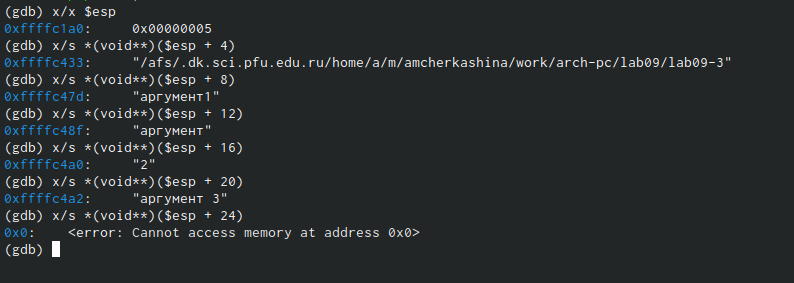 (gdb) x/x $esp
0xffffc1a0:     0x00000005
(gdb) x/s *(void**)($esp + 4)
0xffffc433:     "/afs/.dk.sci.pfu.edu.ru/home/a/m/amcherkashina/work/arch-pc/lab09/lab09-3"
(gdb) x/s *(void**)($esp + 8)
0xffffc47d:     "аргумент1"
(gdb) x/s *(void**)($esp + 12)
0xffffc48f:     "аргумент"
(gdb) x/s *(void**)($esp + 16)
0xffffc4a0:     "2"
(gdb) x/s *(void**)($esp + 20)
0xffffc4a2:     "аргумент 3"
(gdb) x/s *(void**)($esp + 24)
0x0:    <error: Cannot access memory at address 0x0>
(gdb)